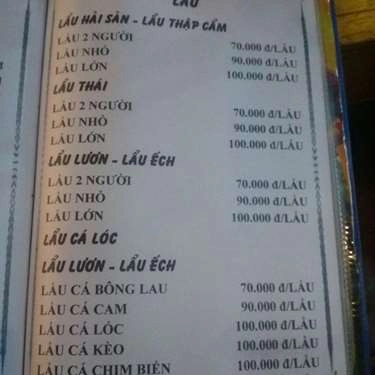 LẨU
LẨU HẢI SẢN - LẨU THẬP CẨM
LẨU 2 NGƯỜI 70.000 đ/LẨU
LẨU NHỎ 90.000 đ/LẨU
LẨU LỚN 100.000 đ/LẨU
LẨU THÁI
LẨU 2 NGƯỜI 70.000 đ/LẨU
LẨU NHỎ 90.000 đ/LẨU
LẨU LỚN 100.000 đ/LẨU
LẨU LƯƠN - LẨU ẾCH
LẨU 2 NGƯỜI 70.000 đ/LẨU
LẨU NHỎ 90.000 đ/LẨU
LẨU LỚN 100.000 đ/LẨU
LẨU CÁ LÓC
LẨU LƯƠN - LẨU ẾCH
LẨU CÁ BÔNG LAU 70.000 đ/LẨU
LẨU CÁ CAM 90.000 đ/LẨU
LẨU CÁ LÓC 100.000 đ/LẨU
LẨU CÁ KÈO 100.000 đ/LẨU
LẨU CÁ CHIM BIỂN 100.000 đ/LẨU